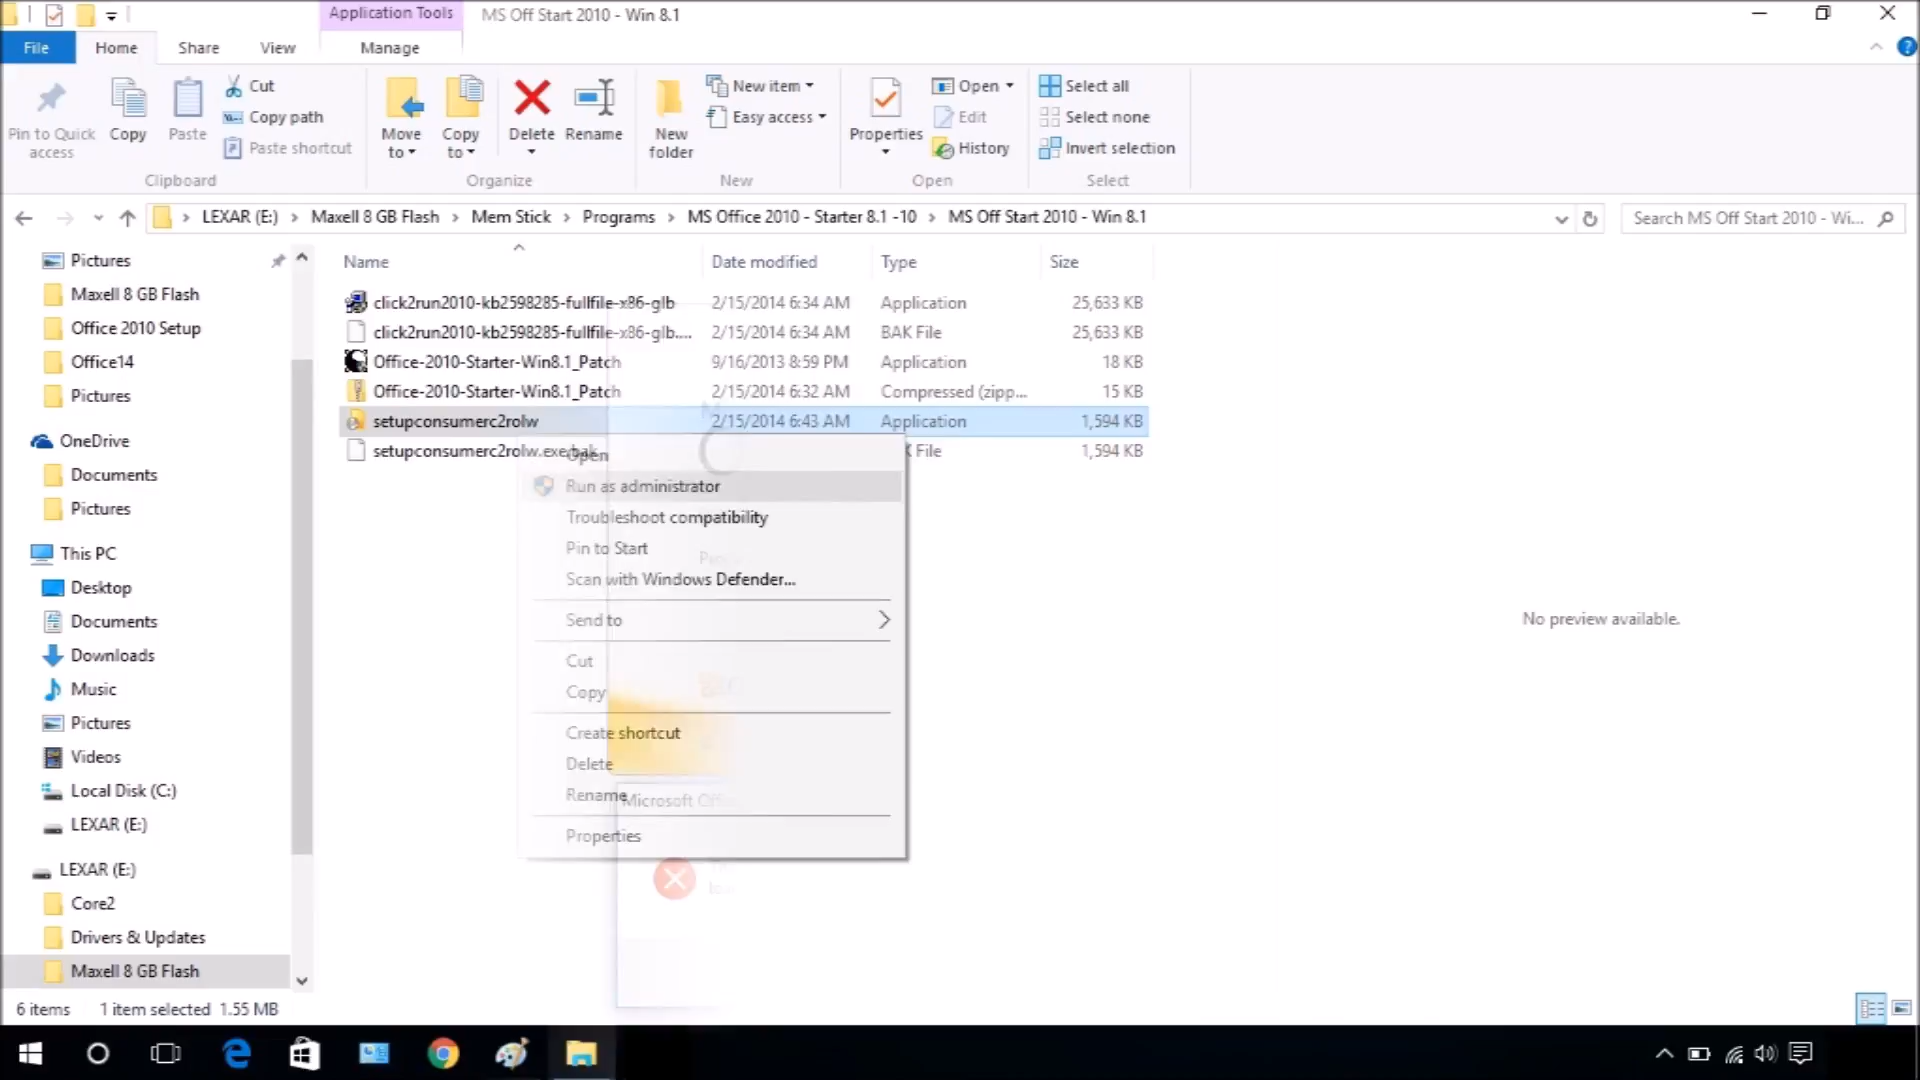 Application Tools
MS Off Start 2010 - Win 8.1
File
Home
Share
View
Manage
Pin to Quick
access
Copy
Paste
Cut
Copy path
Paste shortcut
Clipboard
Move
to
Copy
to
Delete
Rename
Organize
New
folder
New item
Easy access
New
Properties
Open
Edit
History
Open
Select all
Select none
Invert selection
Select
LEXAR (E:) > Maxell 8 GB Flash > Mem Stick > Programs > MS Office 2010 - Starter 8.1 -10 > MS Off Start 2010 - Win 8.1
Search MS Off Start 2010 - Wi...
Pictures
Maxell 8 GB Flash
Office 2010 Setup
Office14
Pictures
OneDrive
Documents
Pictures
This PC
Desktop
Documents
Downloads
Music
Pictures
Videos
Local Disk (C:)
LEXAR (E:)
LEXAR (E:)
Core2
Drivers & Updates
Maxell 8 GB Flash
Name Date modified Type Size
click2run2010-kb2598285-fullfile-x86-glb 2/15/2014 6:34 AM Application 25,633 KB
click2run2010-kb2598285-fullfile-x86-glb.... 2/15/2014 6:34 AM BAK File 25,633 KB
Office-2010-Starter-Win8.1_Patch 9/16/2013 8:59 PM Application 18 KB
Office-2010-Starter-Win8.1_Patch 2/15/2014 6:32 AM Compressed (zipp... 15 KB
setupconsumerc2rolw 2/15/2014 6:43 AM Application 1,594 KB
setupconsumerc2rolw.exe.bak File 1,594 KB
Open
Run as administrator
Troubleshoot compatibility
Pin to Start
Scan with Windows Defender...
Send to
Cut
Copy
Create shortcut
Delete
Rename
Microsoft
Properties
No preview available.
6 items 1 item selected 1.55 MB